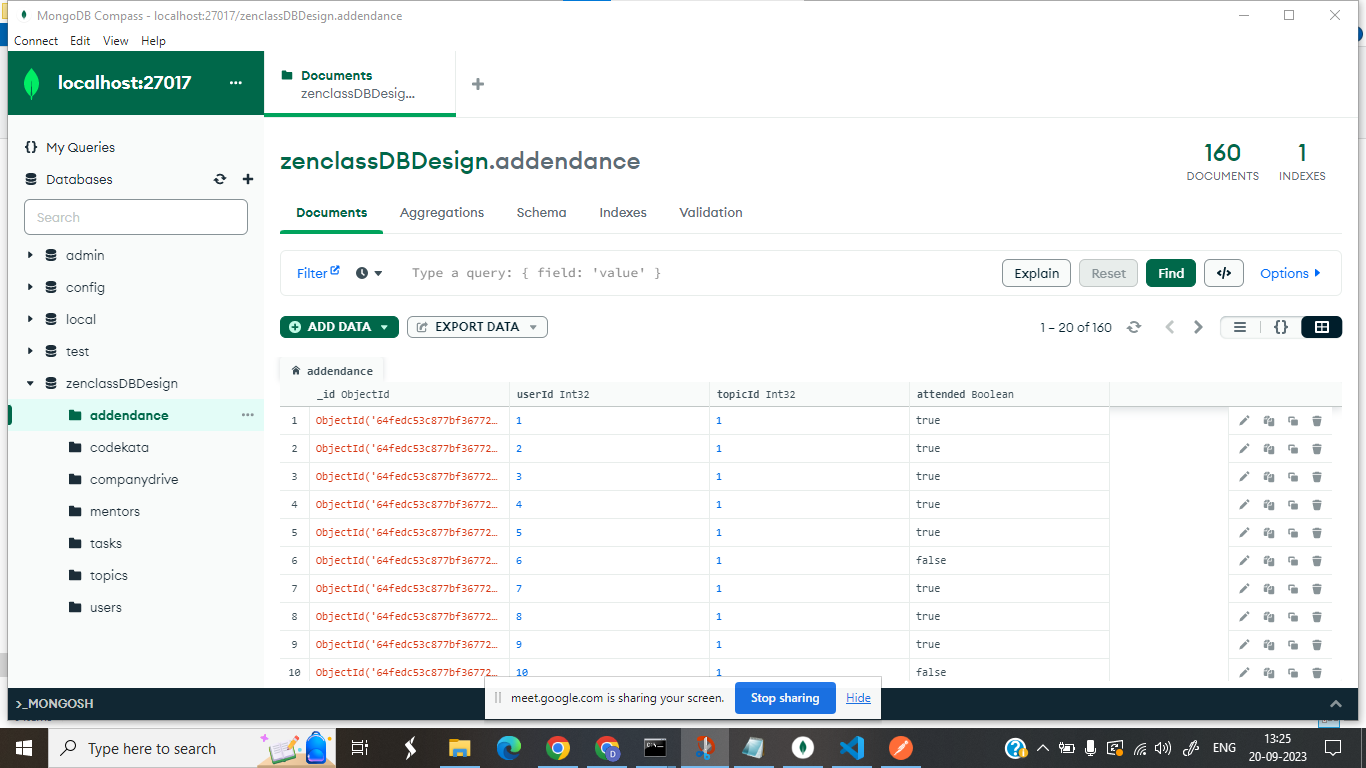 MongoDB Compass - localhost:27017/zenclassDBDesign.addendance
Connect Edit View Help
localhost:27017 ...
Documents
zenclassDBDesig...
My Queries
Databases
Search
admin
config
local
test
zenclassDBDesign
addendance
codekata
companydrive
mentors
tasks
topics
users
zenclassDBDesign.addendance
160
DOCUMENTS
1
INDEXES
Documents Aggregations Schema Indexes Validation
Filter Type a query: { field: 'value' } Explain Reset Find </> Options
ADD DATA EXPORT DATA 1 – 20 of 160 {}
addendance
_id ObjectId userId Int32 topicId Int32 attended Boolean
1 ObjectId('64fedc53c877bf36772… 1 1 true
2 ObjectId('64fedc53c877bf36772… 2 1 true
3 ObjectId('64fedc53c877bf36772… 3 1 true
4 ObjectId('64fedc53c877bf36772… 4 1 true
5 ObjectId('64fedc53c877bf36772… 5 1 true
6 ObjectId('64fedc53c877bf36772… 6 1 false
7 ObjectId('64fedc53c877bf36772… 7 1 true
8 ObjectId('64fedc53c877bf36772… 8 1 true
9 ObjectId('64fedc53c877bf36772… 9 1 true
10 ObjectId('64fedc53c877bf36772… 10 1 false
>_MONGOSH
meet.google.com is sharing your screen. Stop sharing Hide
Type here to search
ENG
13:25
20-09-2023